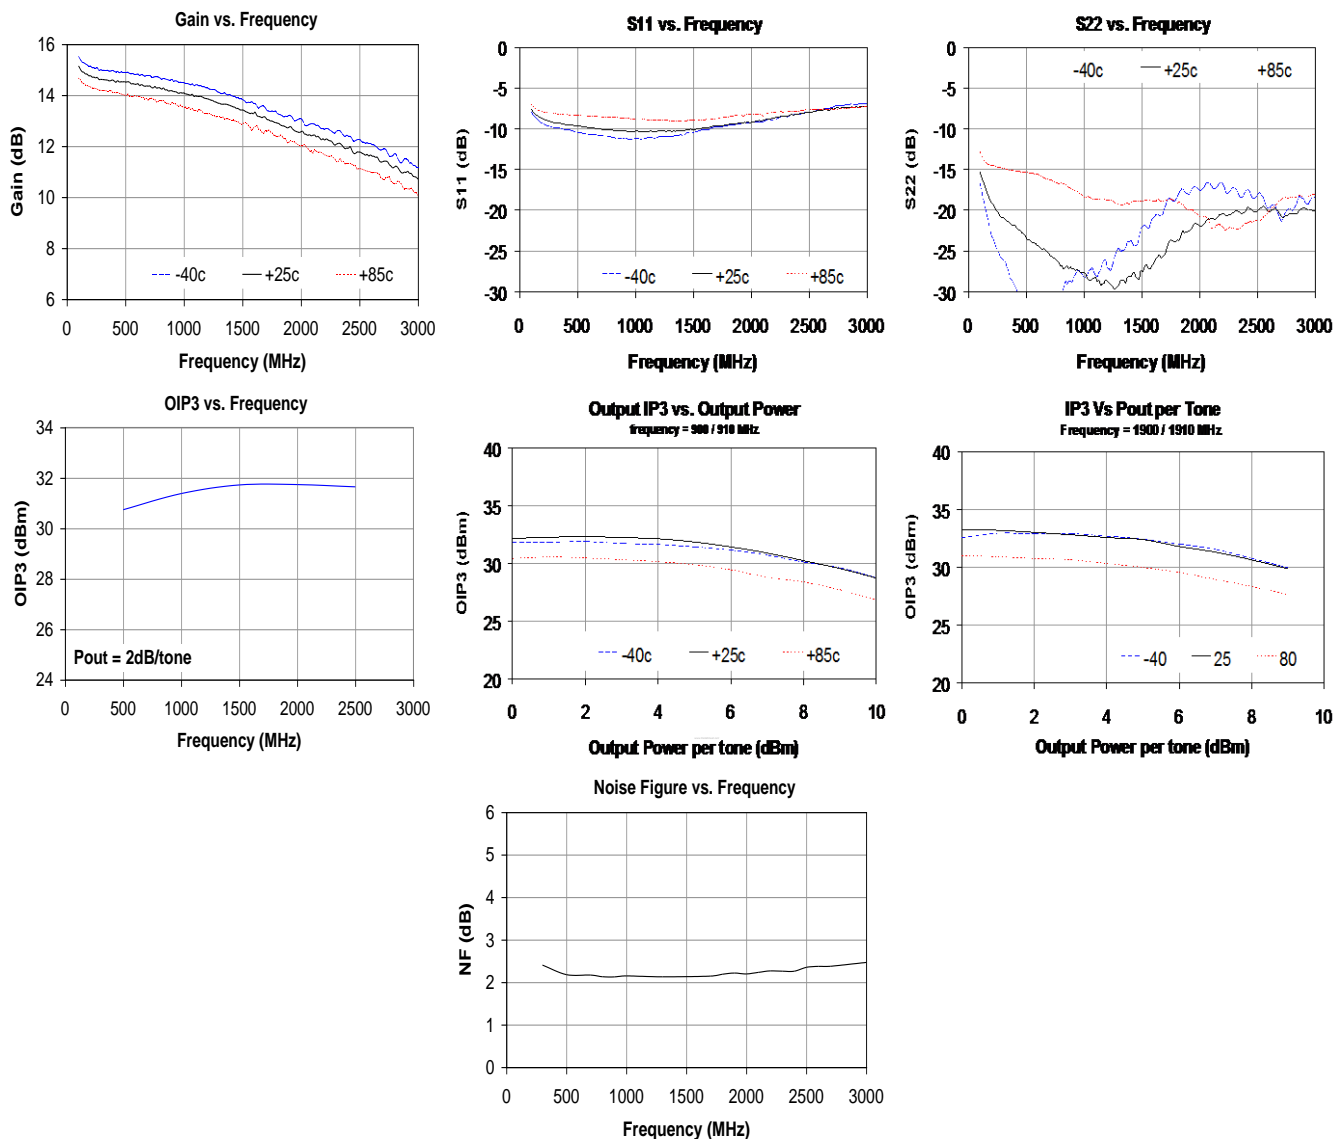 Gain vs. Frequency
16
14
12
10
8
6
Gain (dB)
-40c +25c +85c
0 500 1000 1500 2000 2500 3000
Frequency (MHz)
S11 vs. Frequency
0
-5
-10
-15
-20
-25
-30
S11 (dB)
-40c +25c +85c
0 500 1000 1500 2000 2500 3000
Frequency (MHz)
S22 vs. Frequency
-40c +25c +85c
0
-5
-10
-15
-20
-25
-30
S22 (dB)
0 500 1000 1500 2000 2500 3000
Frequency (MHz)
OIP3 vs. Frequency
34
32
30
28
26
24
OIP3 (dBm)
Pout = 2dB/tone
0 500 1000 1500 2000 2500 3000
Frequency (MHz)
Output IP3 vs. Output Power
frequency = 900 / 910 MHz
40
35
30
25
20
OIP3 (dBm)
-40c +25c +85c
0 2 4 6 8 10
Output Power per tone (dBm)
IP3 Vs Pout per Tone
Frequency = 1900 / 1910 MHz
40
35
30
25
20
OIP3 (dBm)
-40 25 80
0 2 4 6 8 10
Output Power per tone (dBm)
Noise Figure vs. Frequency
6
5
4
3
2
1
0
NF (dB)
0 500 1000 1500 2000 2500 3000
Frequency (MHz)